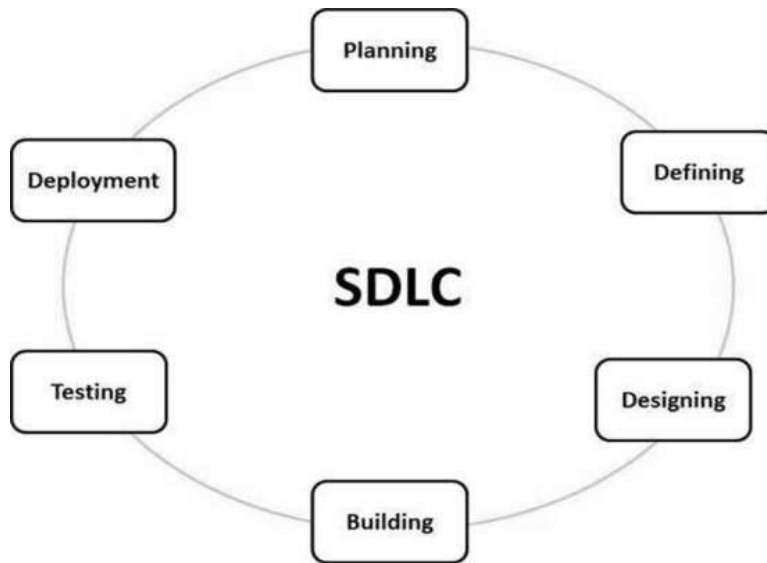 Planning
Defining
Designing
Building
Testing
Deployment
SDLC